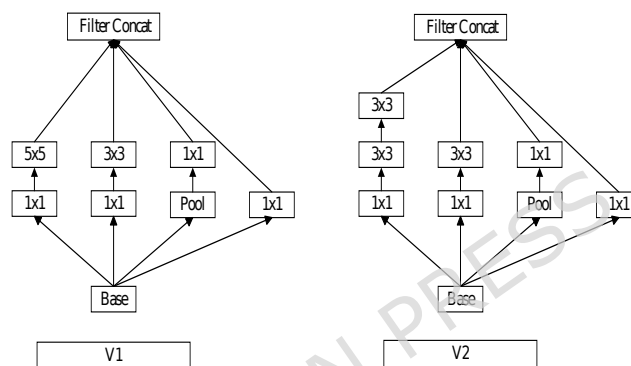 Filter Concat
Filter Concat
3x3
5x5
3x3
1x1
3x3
3x3
1x1
1x1
1x1
Pool
1x1
1x1
1x1
Pool
1x1
Base
Base
V1
V2
N PRESS